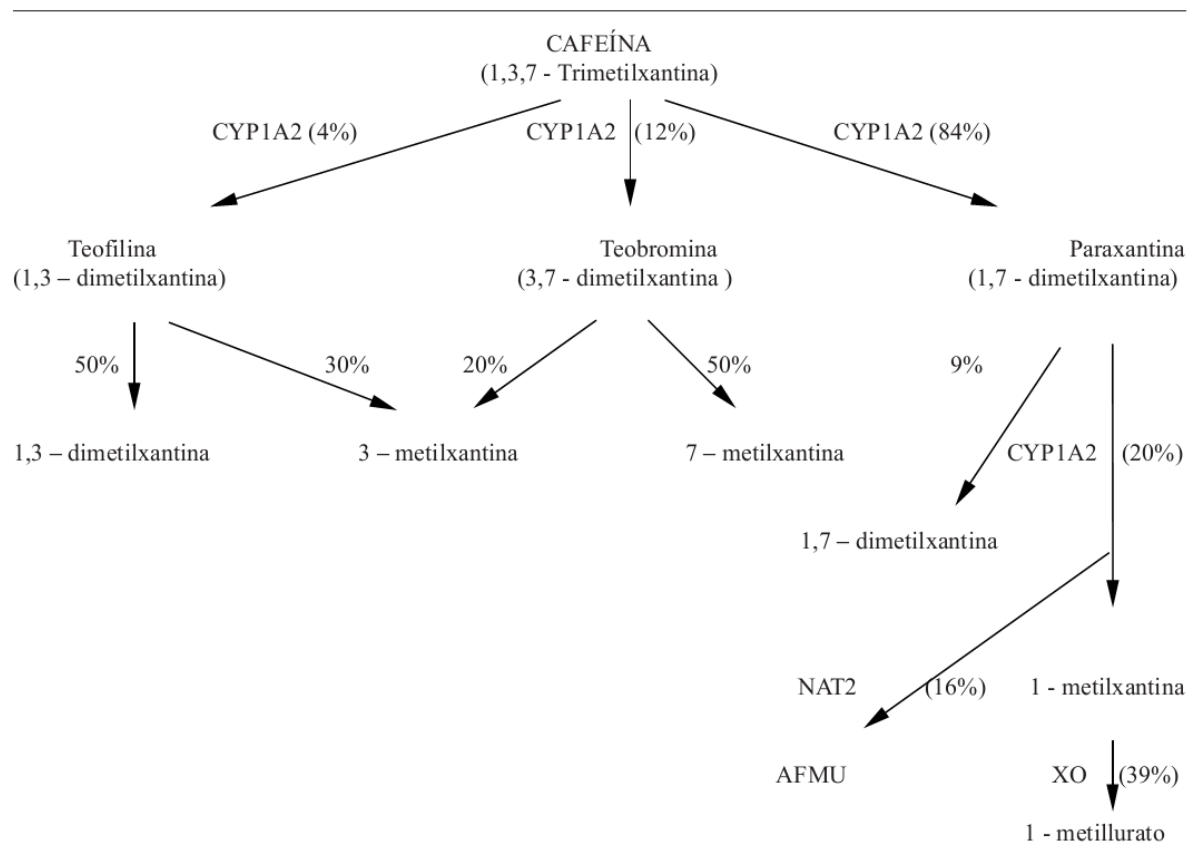 CAFEÍNA
(1,3,7 - Trimetilxantina)
CYP1A2 (4%)
CYP1A2 (12%)
CYP1A2 (84%)
Teofilina
(1,3 – dimetilxantina)
Teobromina
(3,7 - dimetilxantina )
Paraxantina
(1,7 - dimetilxantina)
50%
30%
20%
50%
9%
1,3 – dimetilxantina
3 – metilxantina
7 – metilxantina
CYP1A2 (20%)
1,7 – dimetilxantina
NAT2 (16%)
1 - metilxantina
AFMU
XO (39%)
1 - metillurato